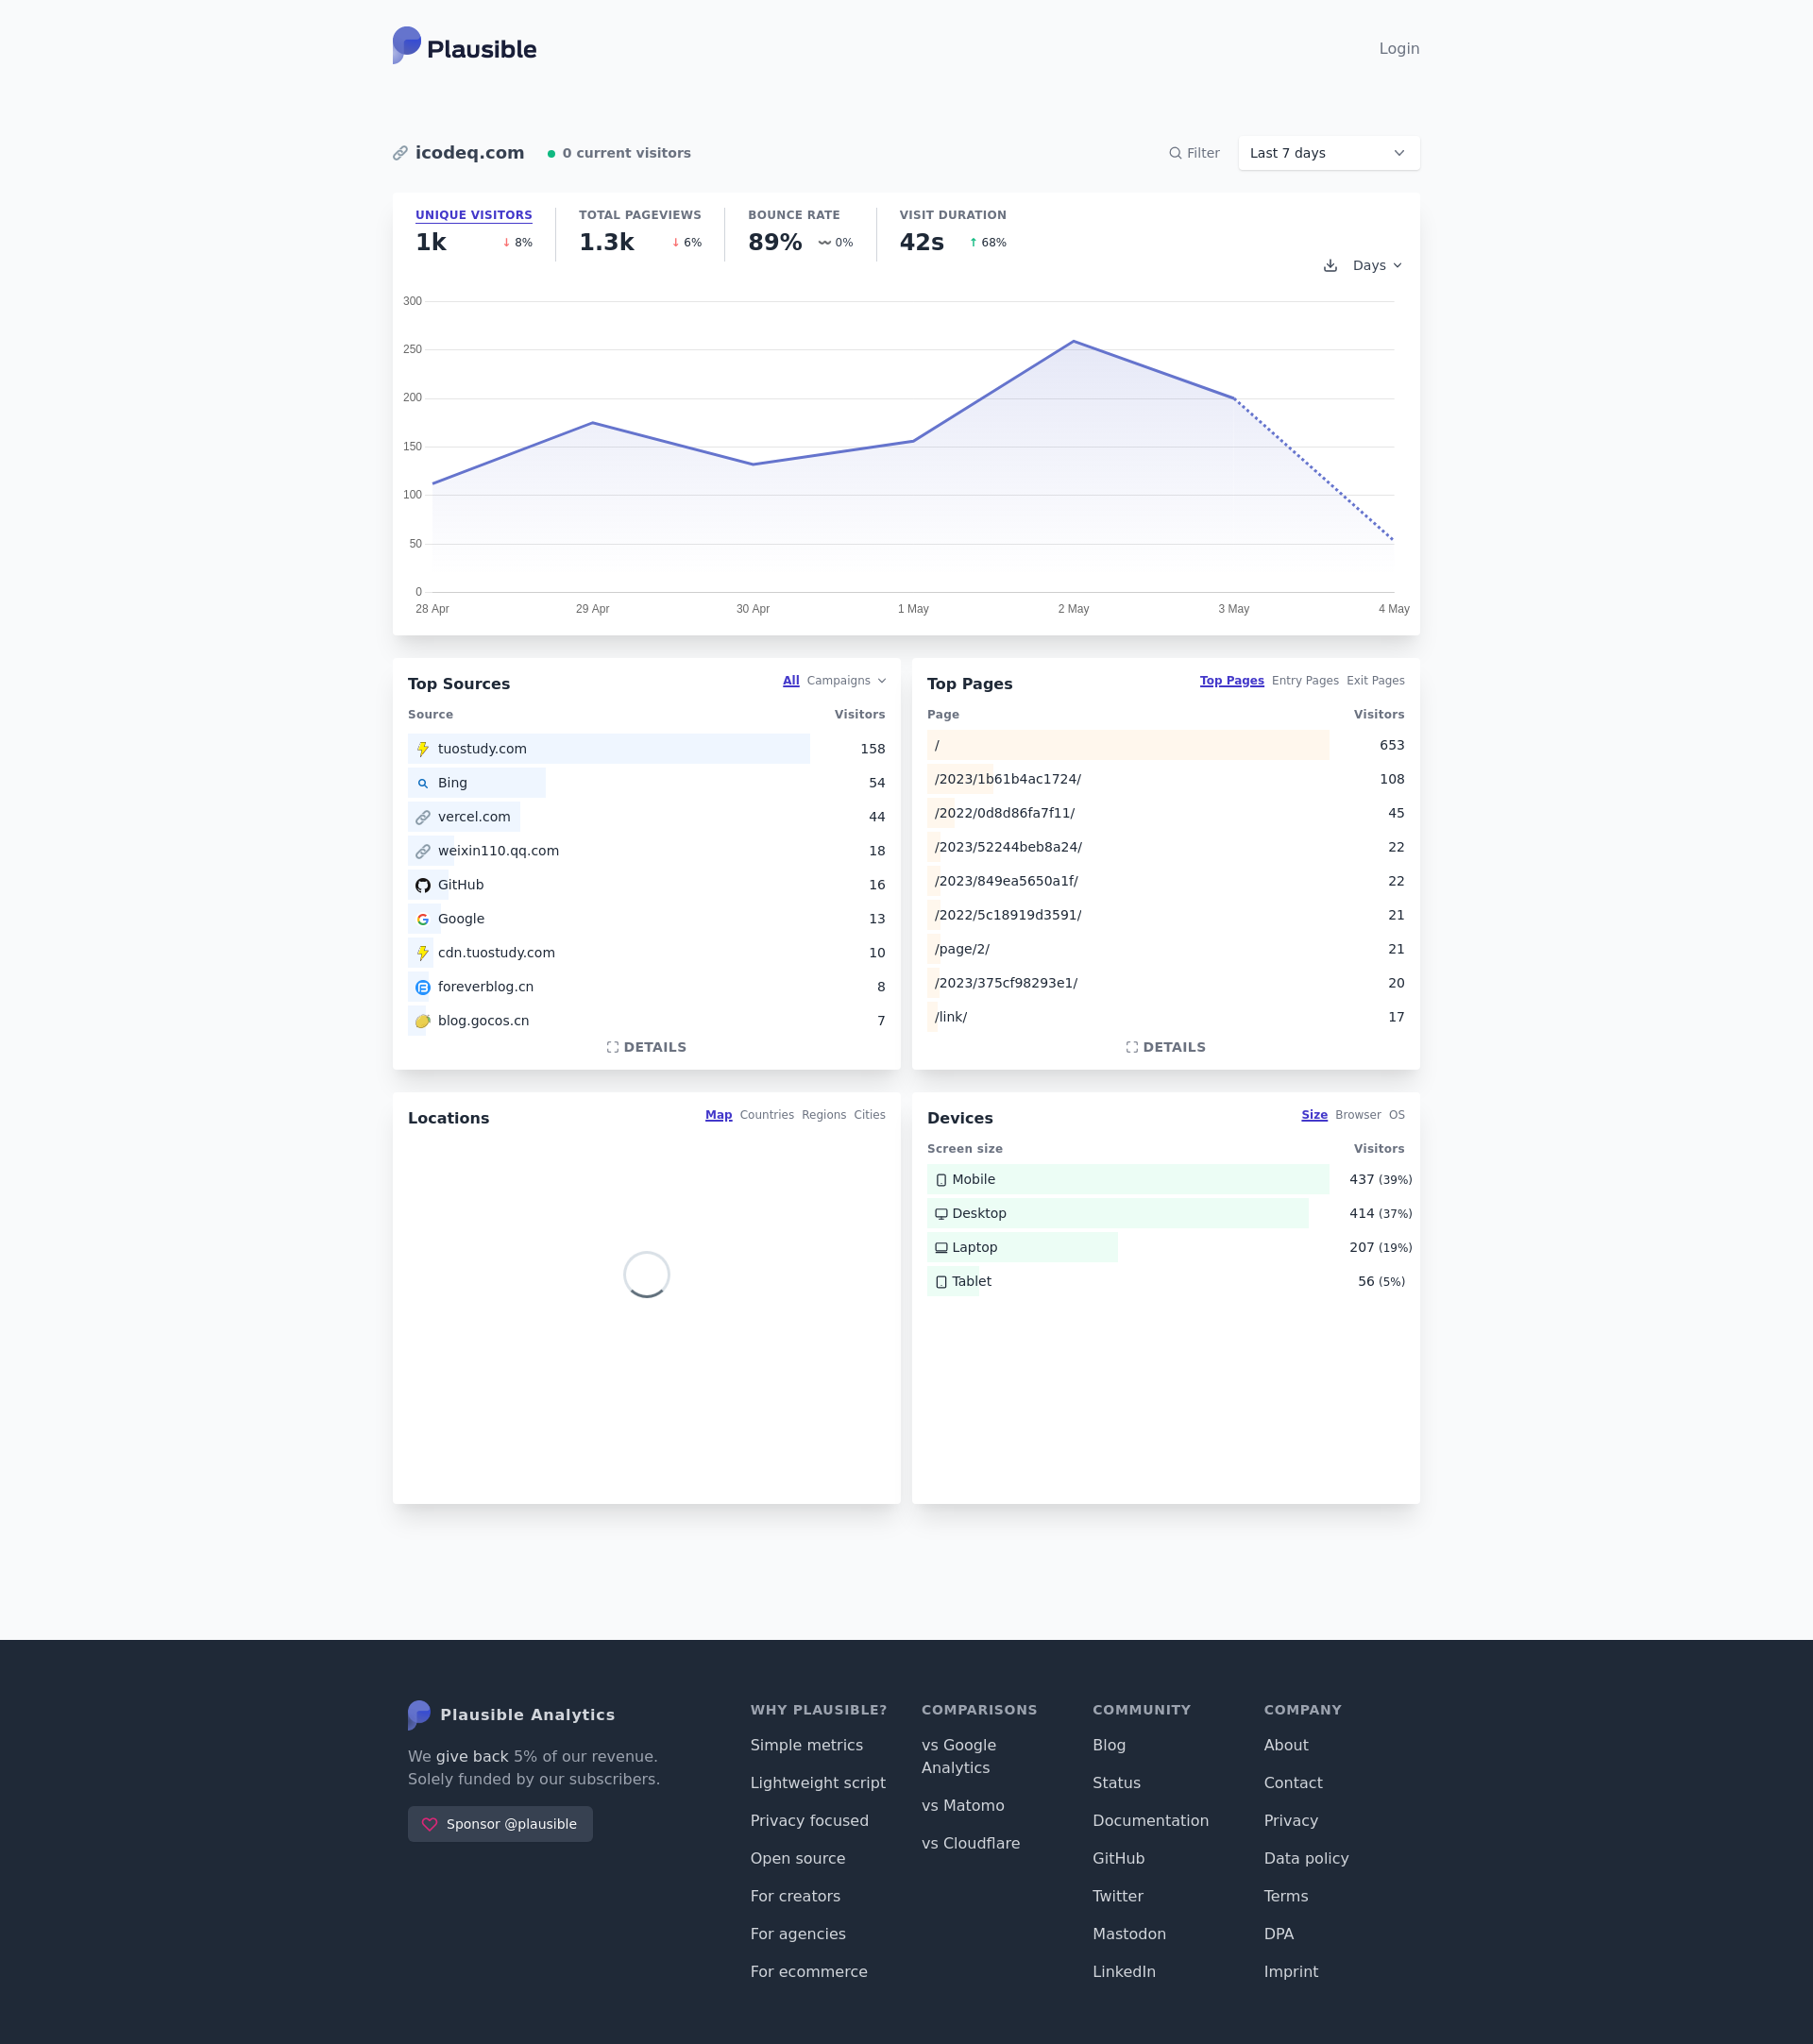 Plausible
Login
icodeq.com
0 current visitors
Filter
Last 7 days
UNIQUE VISITORS
1k
↓ 8%
TOTAL PAGEVIEWS
1.3k
↓ 6%
BOUNCE RATE
89%
〰 0%
VISIT DURATION
42s
↑ 68%
Days
300
250
200
150
100
50
0
28 Apr
29 Apr
30 Apr
1 May
2 May
3 May
4 May
Top Sources
All Campaigns
Source Visitors
tuostudy.com 158
Bing 54
vercel.com 44
weixin110.qq.com 18
GitHub 16
Google 13
cdn.tuostudy.com 10
foreverblog.cn 8
blog.gocos.cn 7
DETAILS
Top Pages
Top Pages Entry Pages Exit Pages
Page Visitors
/ 653
/2023/1b61b4ac1724/ 108
/2022/0d8d86fa7f11/ 45
/2023/52244beb8a24/ 22
/2023/849ea5650a1f/ 22
/2022/5c18919d3591/ 21
/page/2/ 21
/2023/375cf98293e1/ 20
/link/ 17
DETAILS
Locations
Map Countries Regions Cities
Devices
Size Browser OS
Screen size Visitors
Mobile 437 (39%)
Desktop 414 (37%)
Laptop 207 (19%)
Tablet 56 (5%)
Plausible Analytics
We give back 5% of our revenue.
Solely funded by our subscribers.
Sponsor @plausible
WHY PLAUSIBLE?
Simple metrics
Lightweight script
Privacy focused
Open source
For creators
For agencies
For ecommerce
COMPARISONS
vs Google
Analytics
vs Matomo
vs Cloudflare
COMMUNITY
Blog
Status
Documentation
GitHub
Twitter
Mastodon
LinkedIn
COMPANY
About
Contact
Privacy
Data policy
Terms
DPA
Imprint